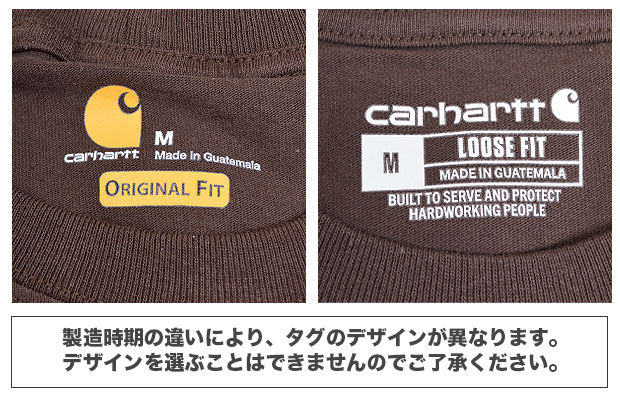 carhartt
M
Made in Guatemala
ORIGINAL FIT
carhartt
M
LOOSE FIT
MADE IN GUATEMALA
BUILT TO SERVE AND PROTECT
HARDWORKING PEOPLE
製造時期の違いにより、タグのデザインが異なります。
デザインを選ぶことはできませんのでご了承ください。